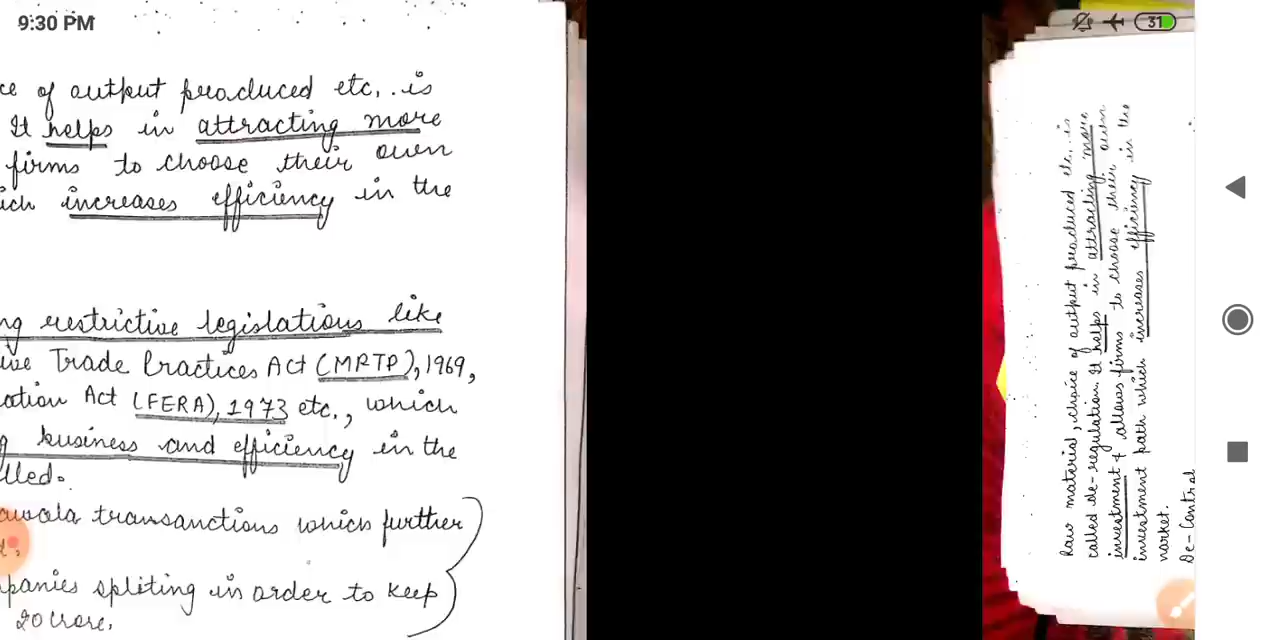 9:30 PM
31
ce of output produced etc,. is
It helps in attracting more
firms to choose their own
ich increases efficiency in the
ng restrictive legislations like
ive Trade Practices Act (MRTP), 1969,
ation Act (FERA), 1973 etc., which
g business and efficiency in the
lled.
awala transanctions which further
panies spliting in order to keep
20 crore.
Raw material, choice of output produced etc,. is
called de-regulation. It helps in attracting more
investment & allows firms to choose their own
investment path which increases efficiency in the
market.
De-Control